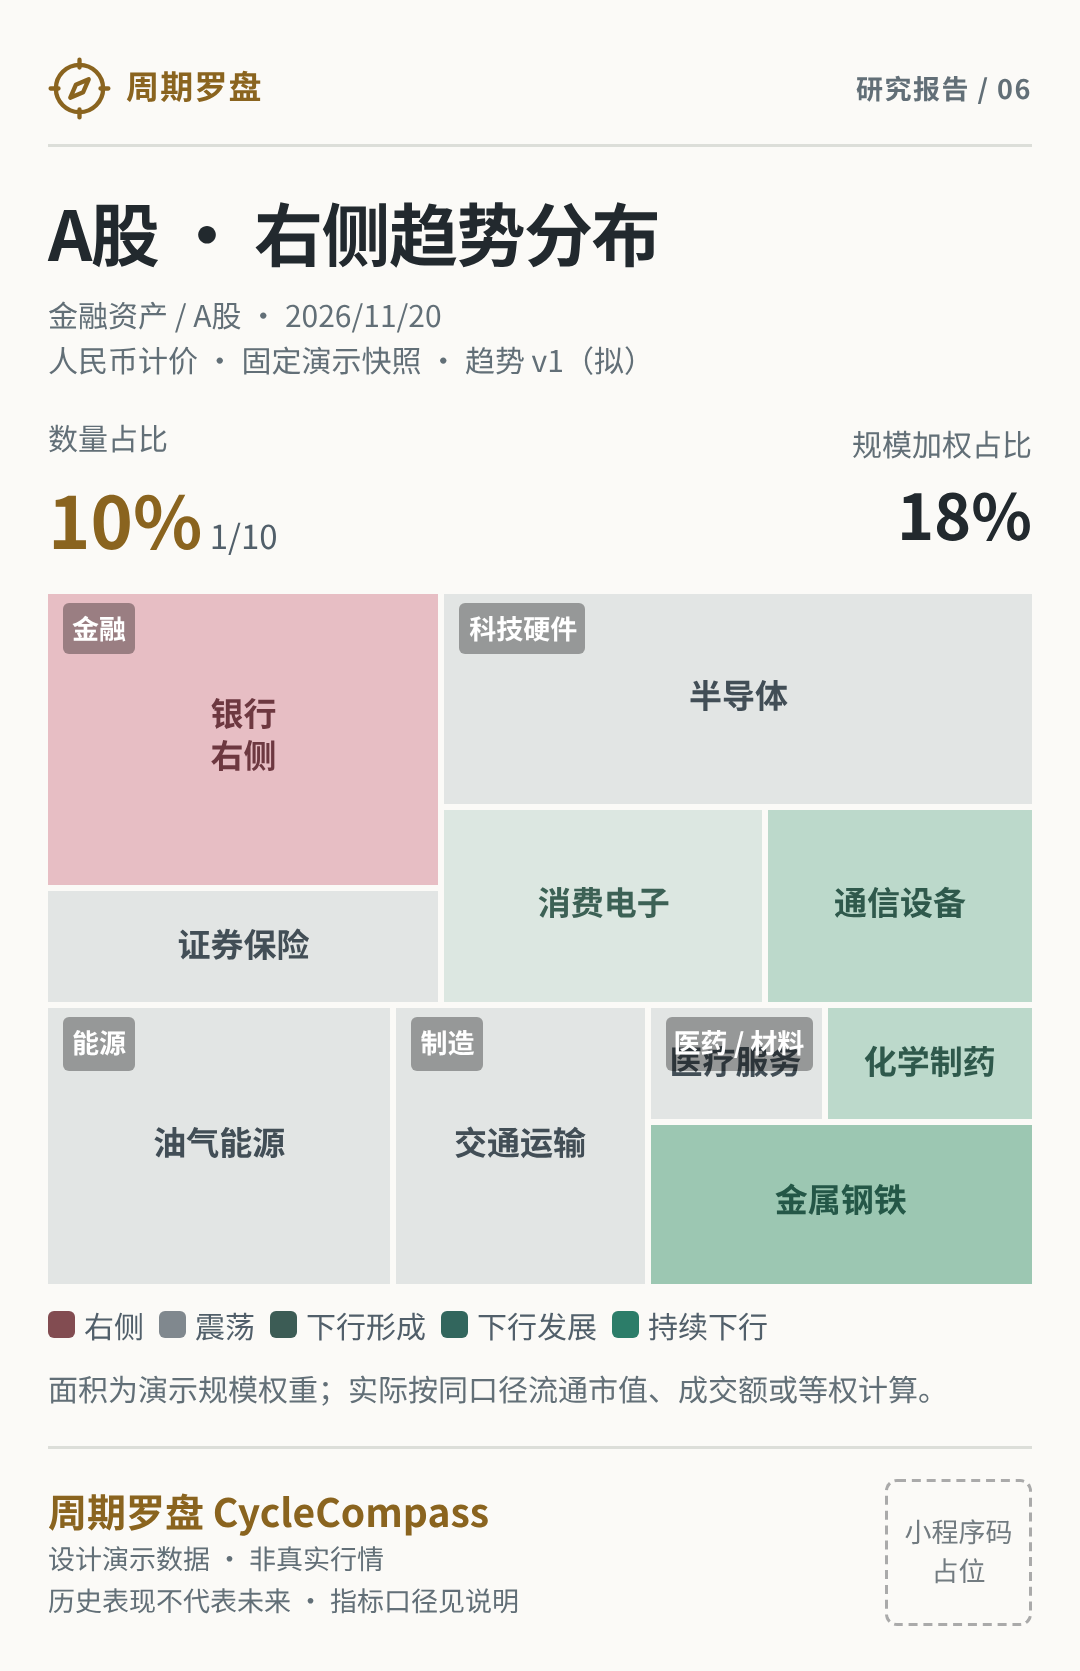 周期罗盘
研究报告 / 06
A股 · 右侧趋势分布
金融资产 / A股 · 2026/11/20
人民币计价 · 固定演示快照 · 趋势 v1（拟）
数量占比
规模加权占比
10% 1/10
18%
金融
科技硬件
银行
右侧
半导体
消费电子
通信设备
证券保险
能源
制造
医药 / 材料
医疗服务
化学制药
油气能源
交通运输
金属钢铁
右侧 震荡 下行形成 下行发展 持续下行
面积为演示规模权重；实际按同口径流通市值、成交额或等权计算。
周期罗盘 CycleCompass
设计演示数据 · 非真实行情
历史表现不代表未来 · 指标口径见说明
小程序码
占位